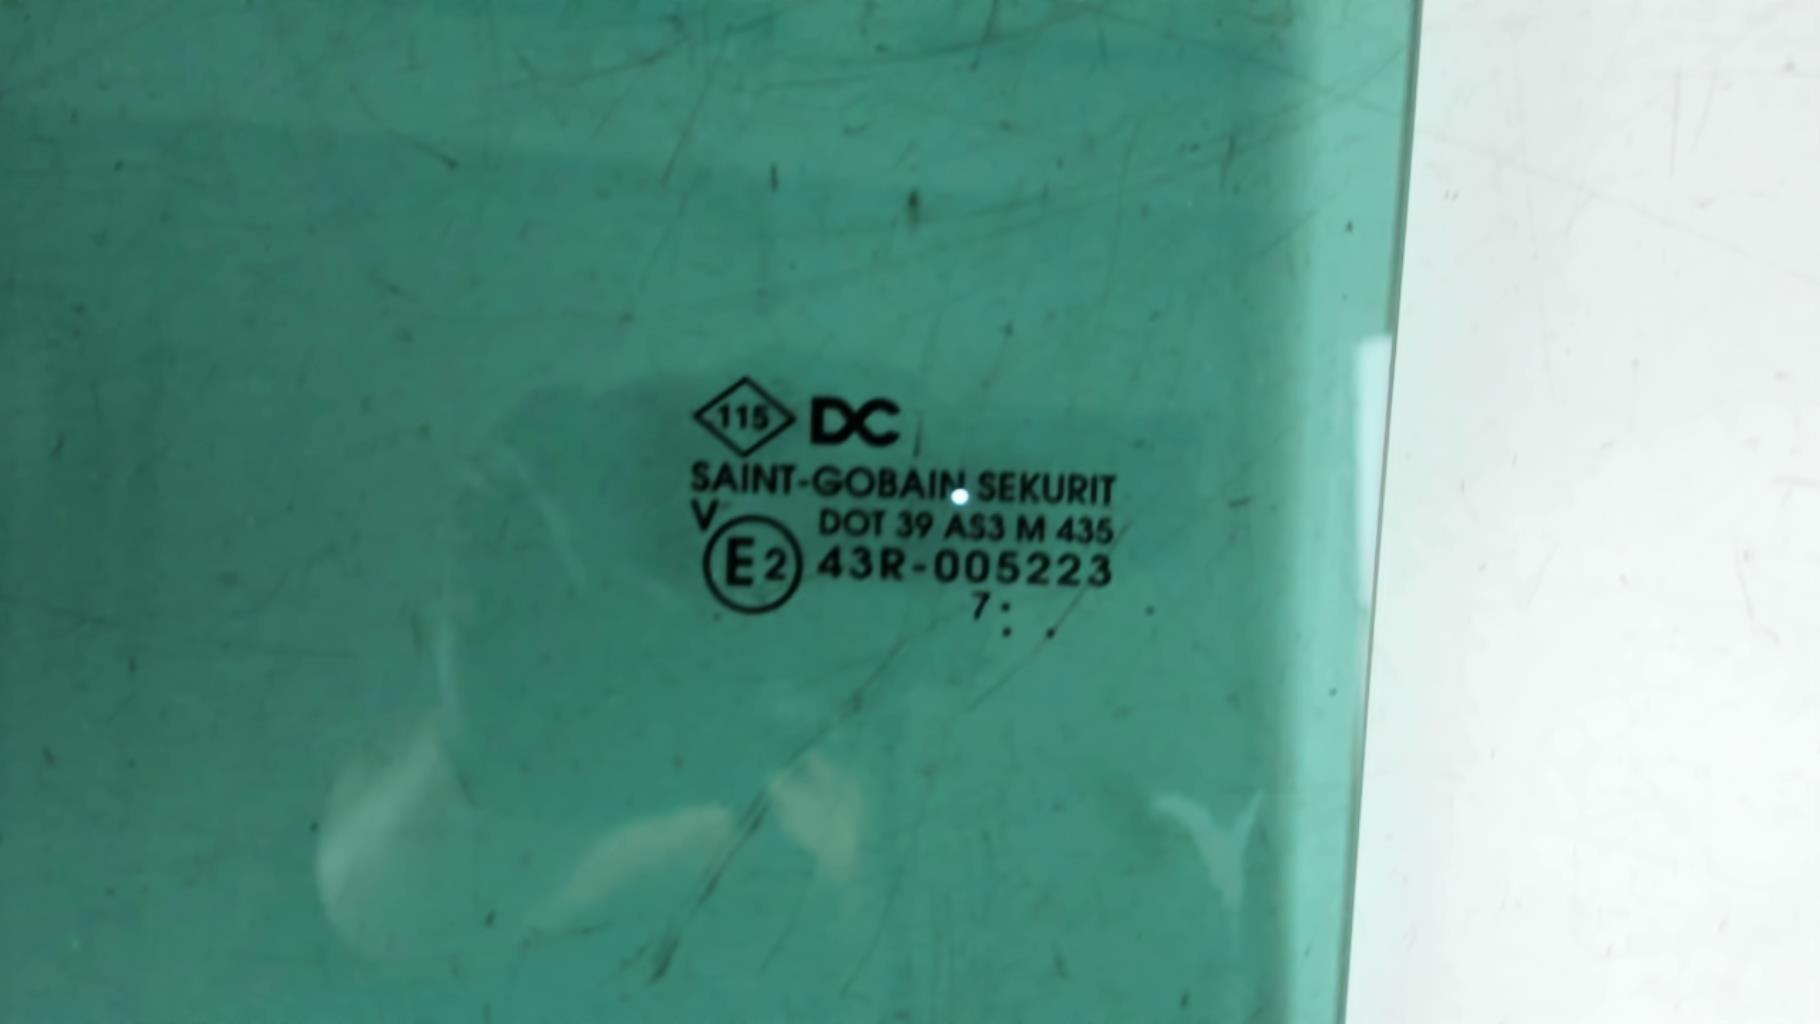 115 DC
SAINT-GOBAIN SEKURIT
V DOT 39 AS3 M 435
E2 43R-005223
7: